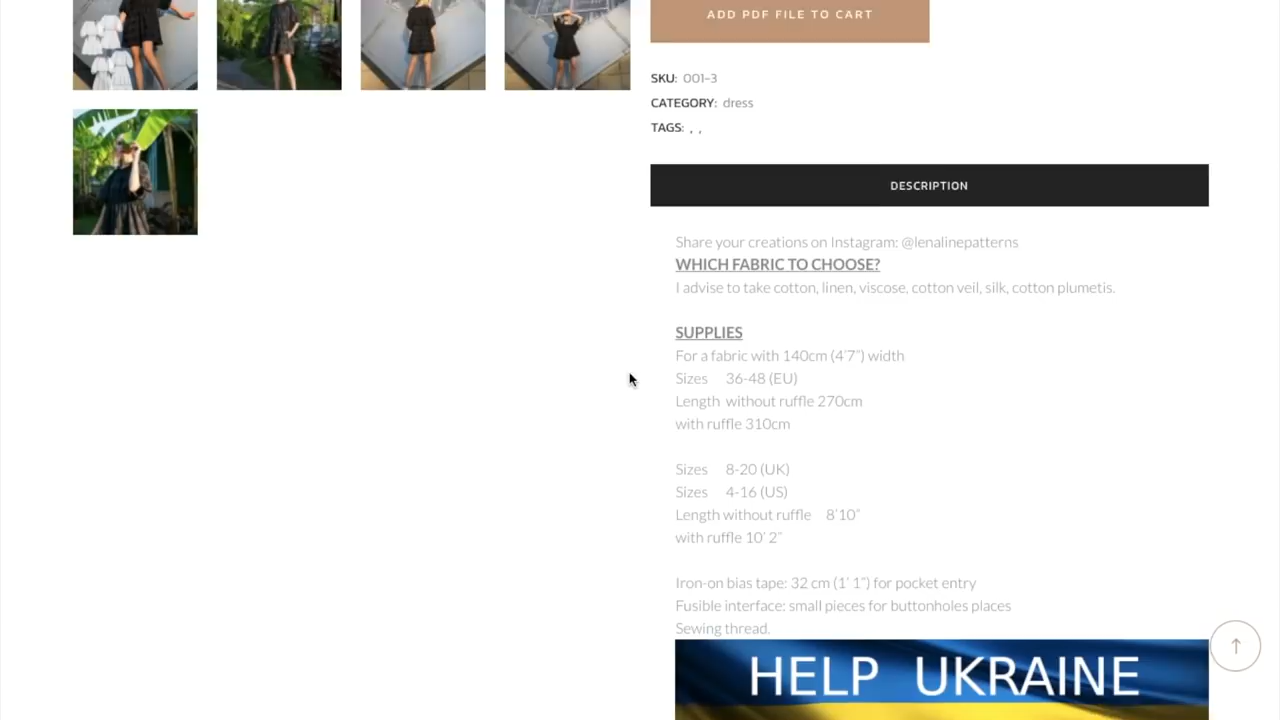 ADD PDF FILE TO CART
SKU: 001-3
CATEGORY: dress
TAGS: , ,
DESCRIPTION
Share your creations on Instagram: @lenalinepatterns
WHICH FABRIC TO CHOOSE?
I advise to take cotton, linen, viscose, cotton veil, silk, cotton plumetis.
SUPPLIES
For a fabric with 140cm (4'7") width
Sizes 36-48 (EU)
Length without ruffle 270cm
with ruffle 310cm
Sizes 8-20 (UK)
Sizes 4-16 (US)
Length without ruffle 8'10"
with ruffle 10' 2"
Iron-on bias tape: 32 cm (1' 1") for pocket entry
Fusible interface: small pieces for buttonholes places
Sewing thread.
HELP UKRAINE